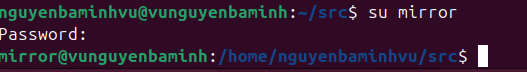 nguyenbaminhvu@vunguyenbaminh:~/src$ su mirror
Password:
mirror@vunguyenbaminh:/home/nguyenbaminhvu/src$